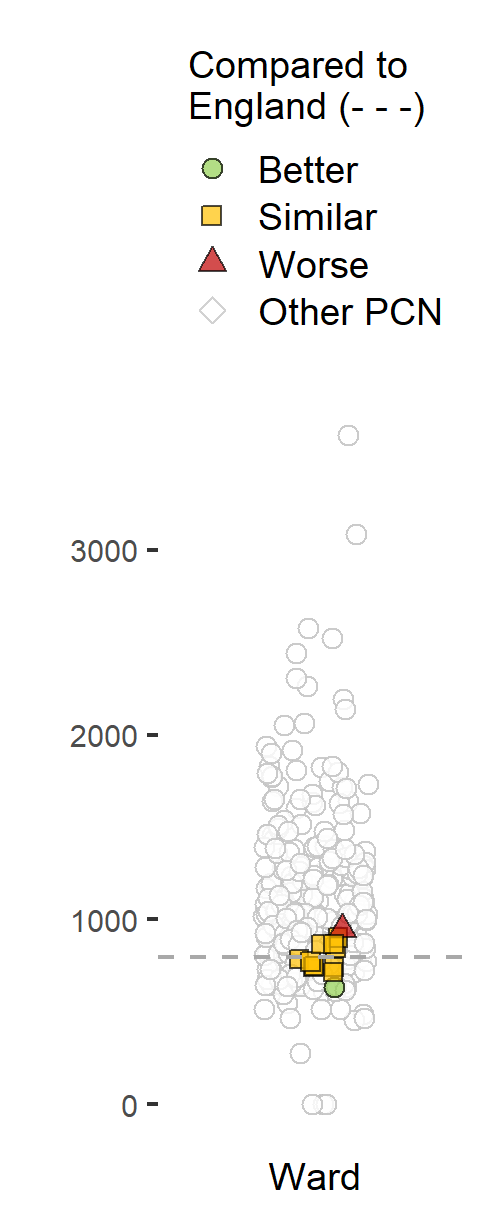 Compared to
England (- - -)
Better
Similar
Worse
Other PCN
3000
2000
1000
0
Ward